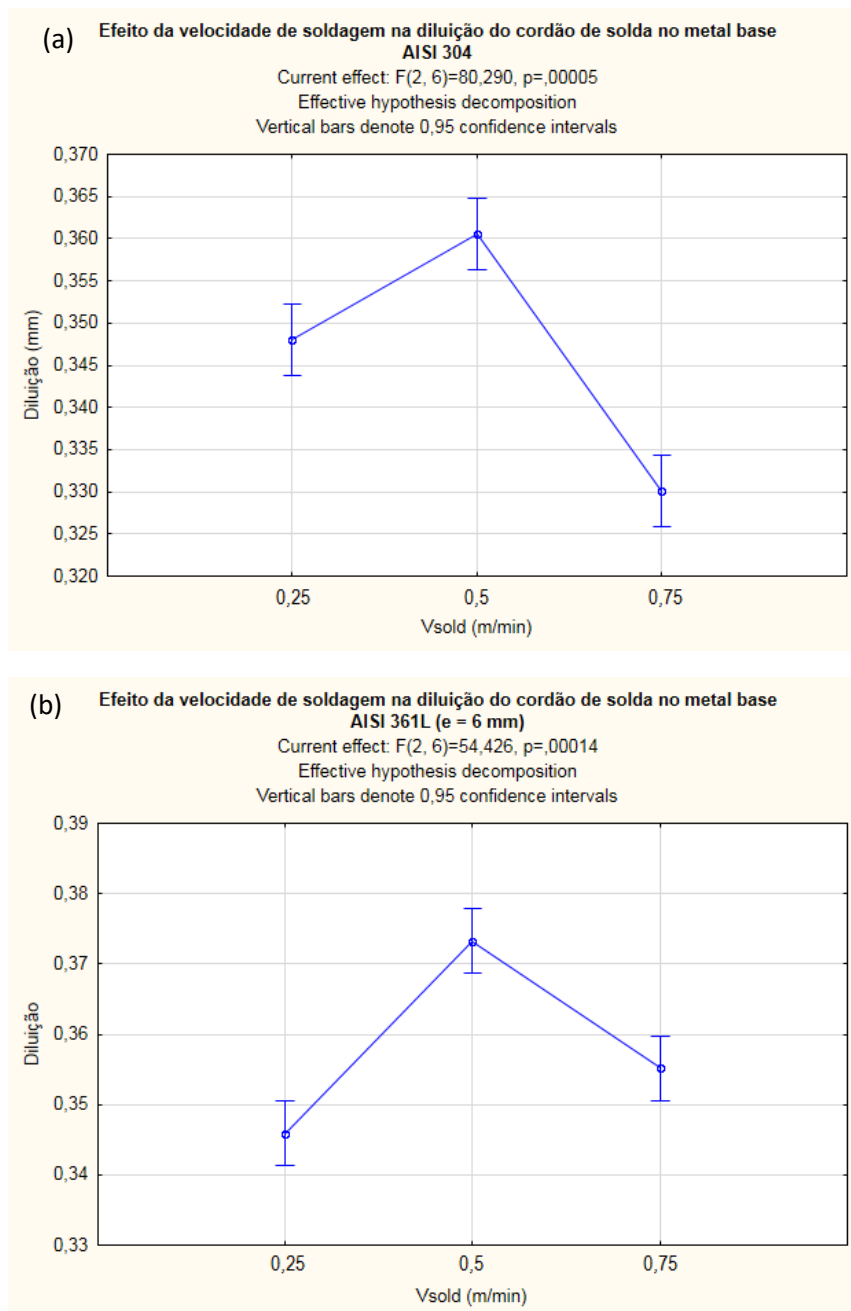 (a)
Efeito da velocidade de soldagem na diluição do cordão de solda no metal base
AISI 304
Current effect: F(2, 6)=80,290, p=,00005
Effective hypothesis decomposition
Vertical bars denote 0,95 confidence intervals
0,370
0,365
0,360
0,355
0,350
0,345
0,340
0,335
0,330
0,325
0,320
Diluição (mm)
0,25 0,5 0,75
Vsold (m/min)
(b)
Efeito da velocidade de soldagem na diluição do cordão de solda no metal base
AISI 361L (e = 6 mm)
Current effect: F(2, 6)=54,426, p=,00014
Effective hypothesis decomposition
Vertical bars denote 0,95 confidence intervals
0,39
0,38
0,37
0,36
0,35
0,34
0,33
Diluição
0,25 0,5 0,75
Vsold (m/min)